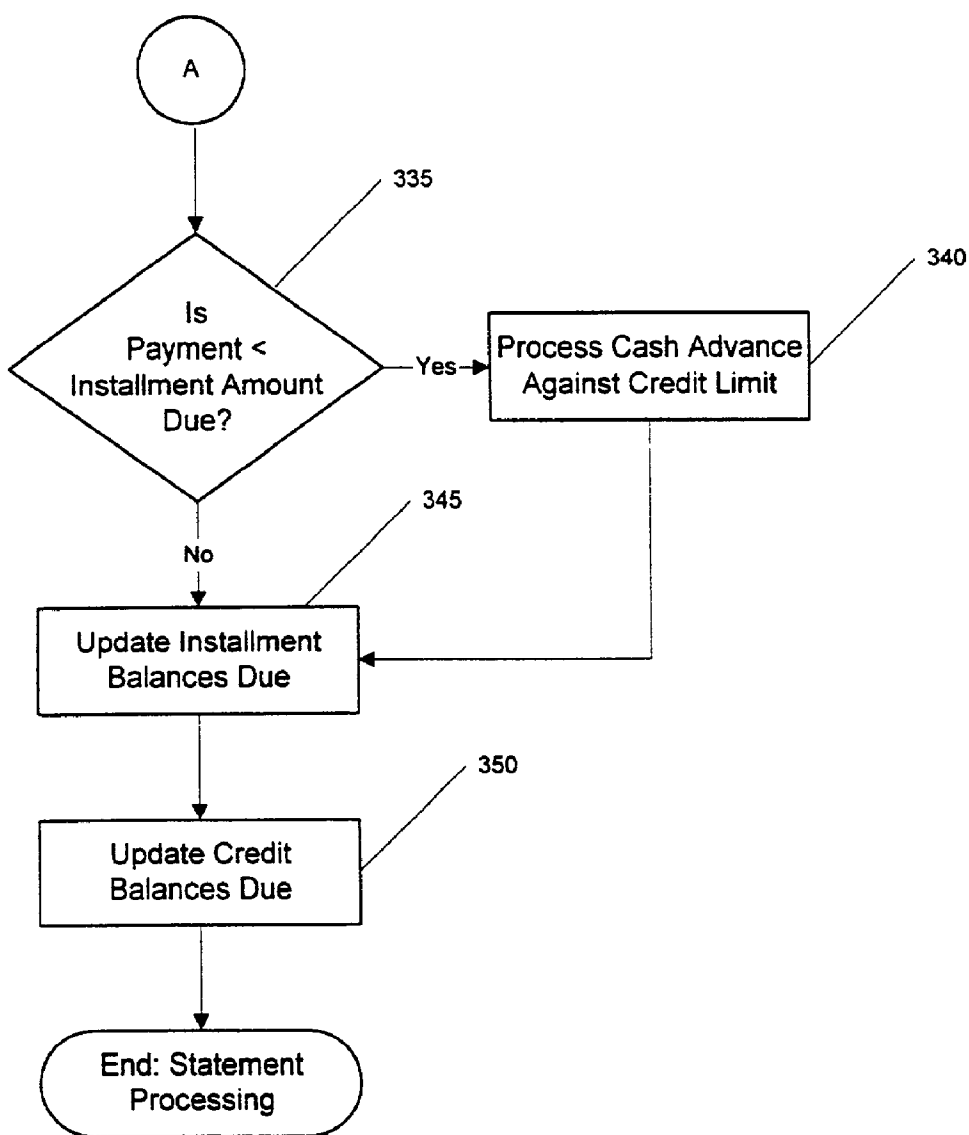 A
335
Is
Payment <
Installment Amount
Due?
Yes
340
Process Cash Advance
Against Credit Limit
No
345
Update Installment
Balances Due
350
Update Credit
Balances Due
End: Statement
Processing